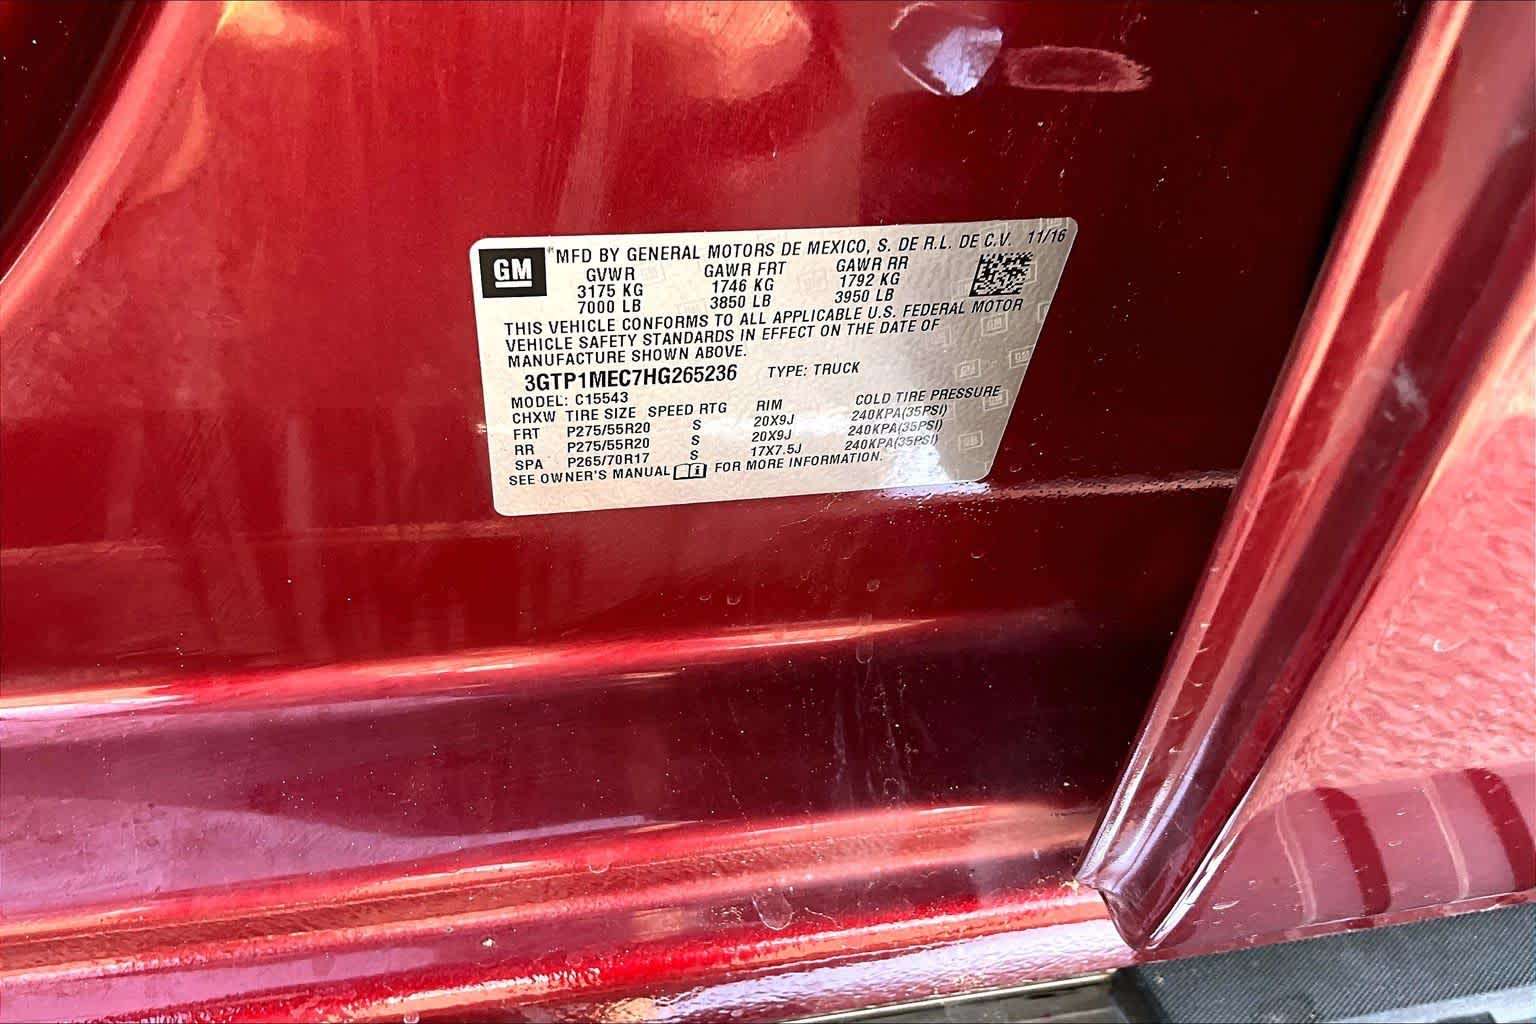 GM MFD BY GENERAL MOTORS DE MEXICO, S. DE R.L. DE C.V. 11/16
GVWR GAWR FRT GAWR RR
3175 KG 1746 KG 1792 KG
7000 LB 3850 LB 3950 LB
THIS VEHICLE CONFORMS TO ALL APPLICABLE U.S. FEDERAL MOTOR
VEHICLE SAFETY STANDARDS IN EFFECT ON THE DATE OF
MANUFACTURE SHOWN ABOVE.
3GTP1MEC7HG265236 TYPE: TRUCK
MODEL: C15543
CHXW TIRE SIZE SPEED RTG RIM COLD TIRE PRESSURE
FRT P275/55R20 S 20X9J 240KPA(35PSI)
RR P275/55R20 S 20X9J 240KPA(35PSI)
SPA P265/70R17 S 17X7.5J 240KPA(35PSI)
SEE OWNER'S MANUAL FOR MORE INFORMATION.